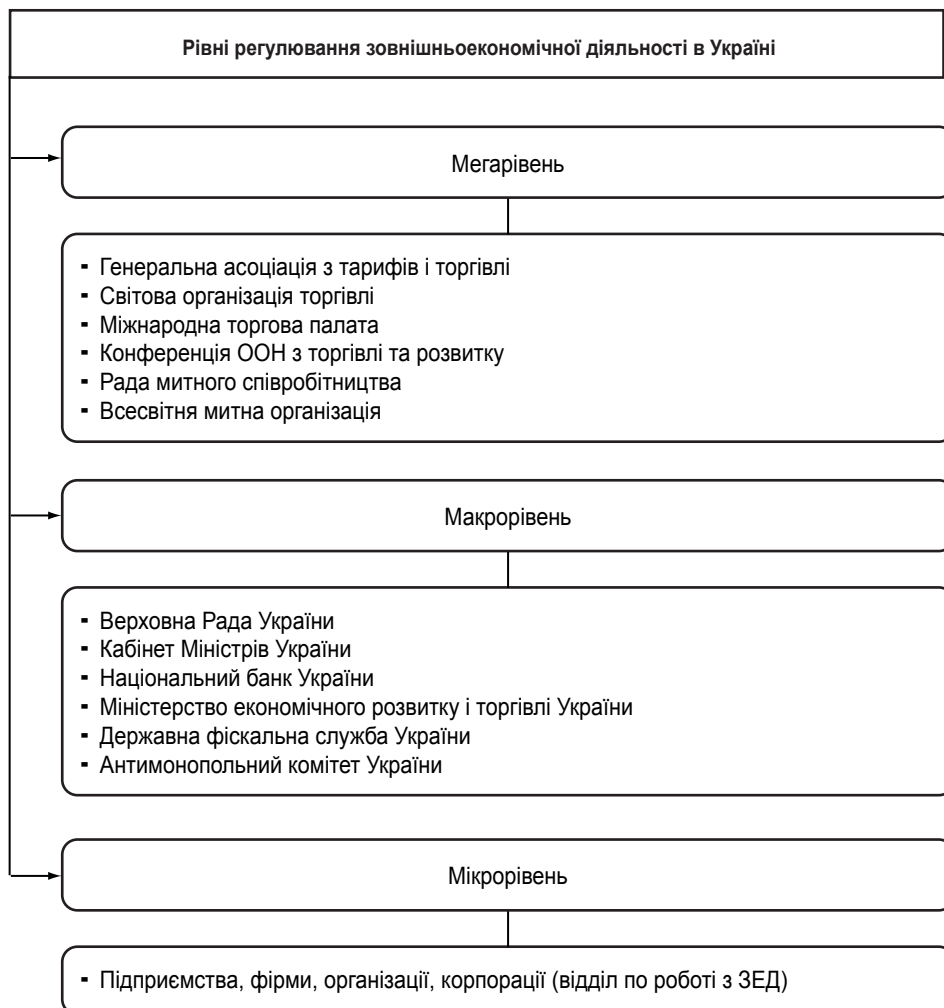 Рівні регулювання зовнішньоекономічної діяльності в Україні
Мегарівень
▪ Генеральна асоціація з тарифів і торгівлі
▪ Світова організація торгівлі
▪ Міжнародна торгова палата
▪ Конференція ООН з торгівлі та розвитку
▪ Рада митного співробітництва
▪ Всесвітня митна організація
Макрорівень
▪ Верховна Рада України
▪ Кабінет Міністрів України
▪ Національний банк України
▪ Міністерство економічного розвитку і торгівлі України
▪ Державна фіскальна служба України
▪ Антимонопольний комітет України
Мікрорівень
▪ Підприємства, фірми, організації, корпорації (відділ по роботі з ЗЕД)